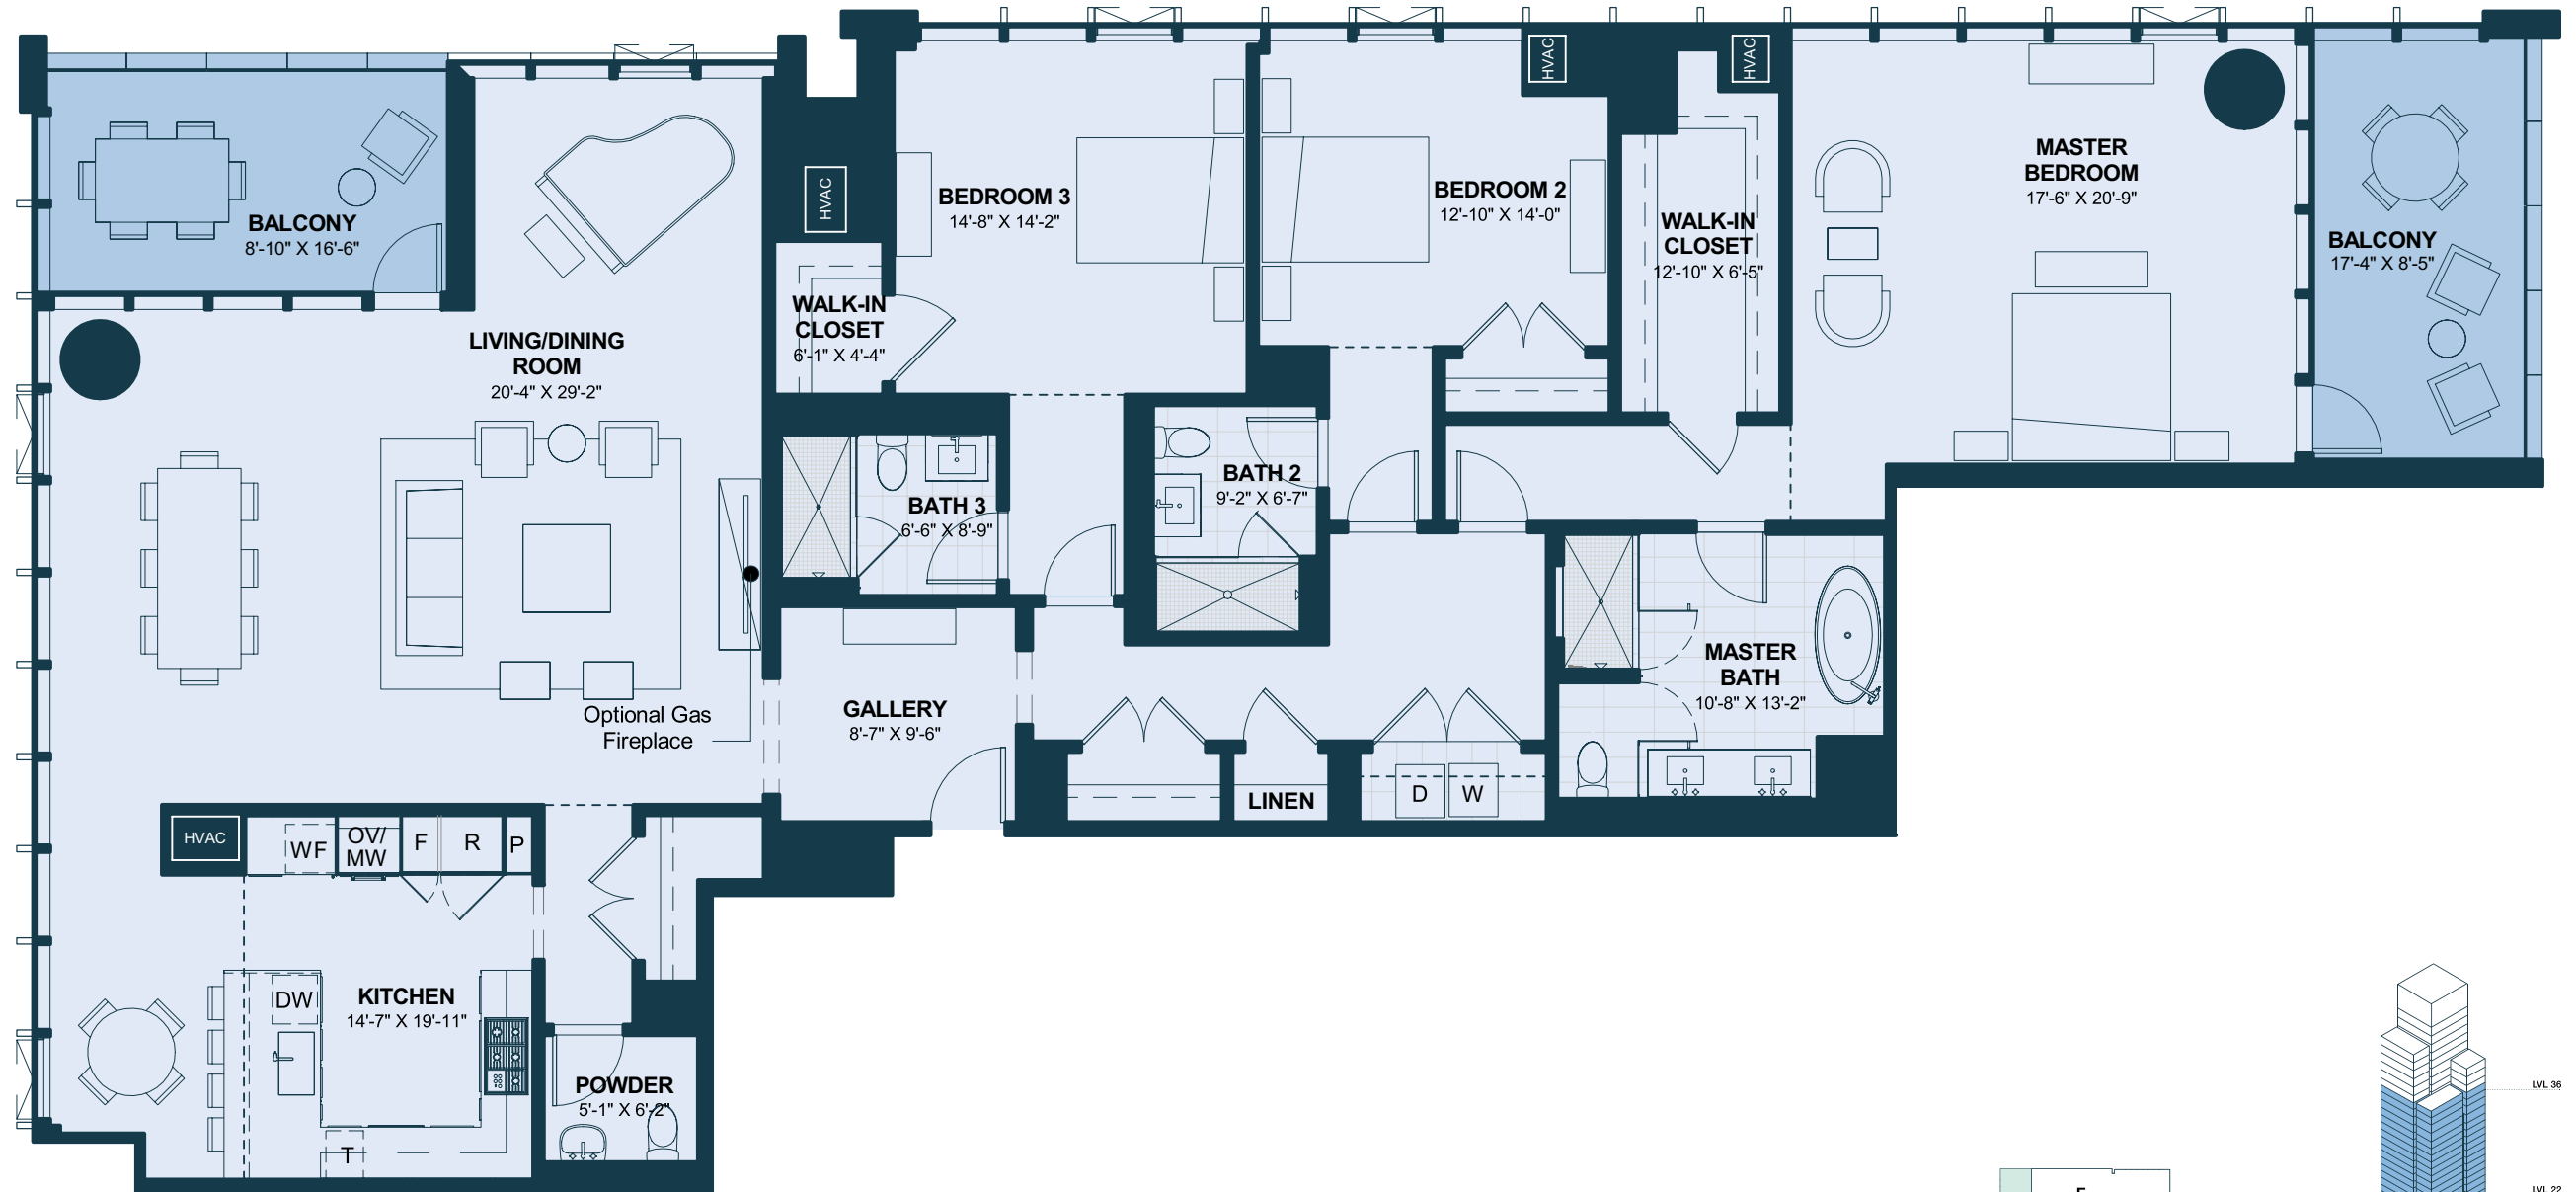 BALCONY
8'-10" X 16'-6"
LIVING/DINING
ROOM
20'-4" X 29'-2"
HVAC
WALK-IN
CLOSET
6'-1" X 4'-4"
BEDROOM 3
14'-8" X 14'-2"
BEDROOM 2
12'-10" X 14'-0"
HVAC
HVAC
WALK-IN
CLOSET
12'-10" X 6'-5"
MASTER
BEDROOM
17'-6" X 20'-9"
BALCONY
17'-4" X 8'-5"
BATH 3
6'-6" X 8'-9"
BATH 2
9'-2" X 6'-7"
MASTER
BATH
10'-8" X 13'-2"
Optional Gas
Fireplace
GALLERY
8'-7" X 9'-6"
LINEN
D
W
HVAC
WF
OV/
MW
F
R
P
DW
KITCHEN
14'-7" X 19'-11"
T
POWDER
5'-1" X 6'-2"
LVL 36
LVL 22